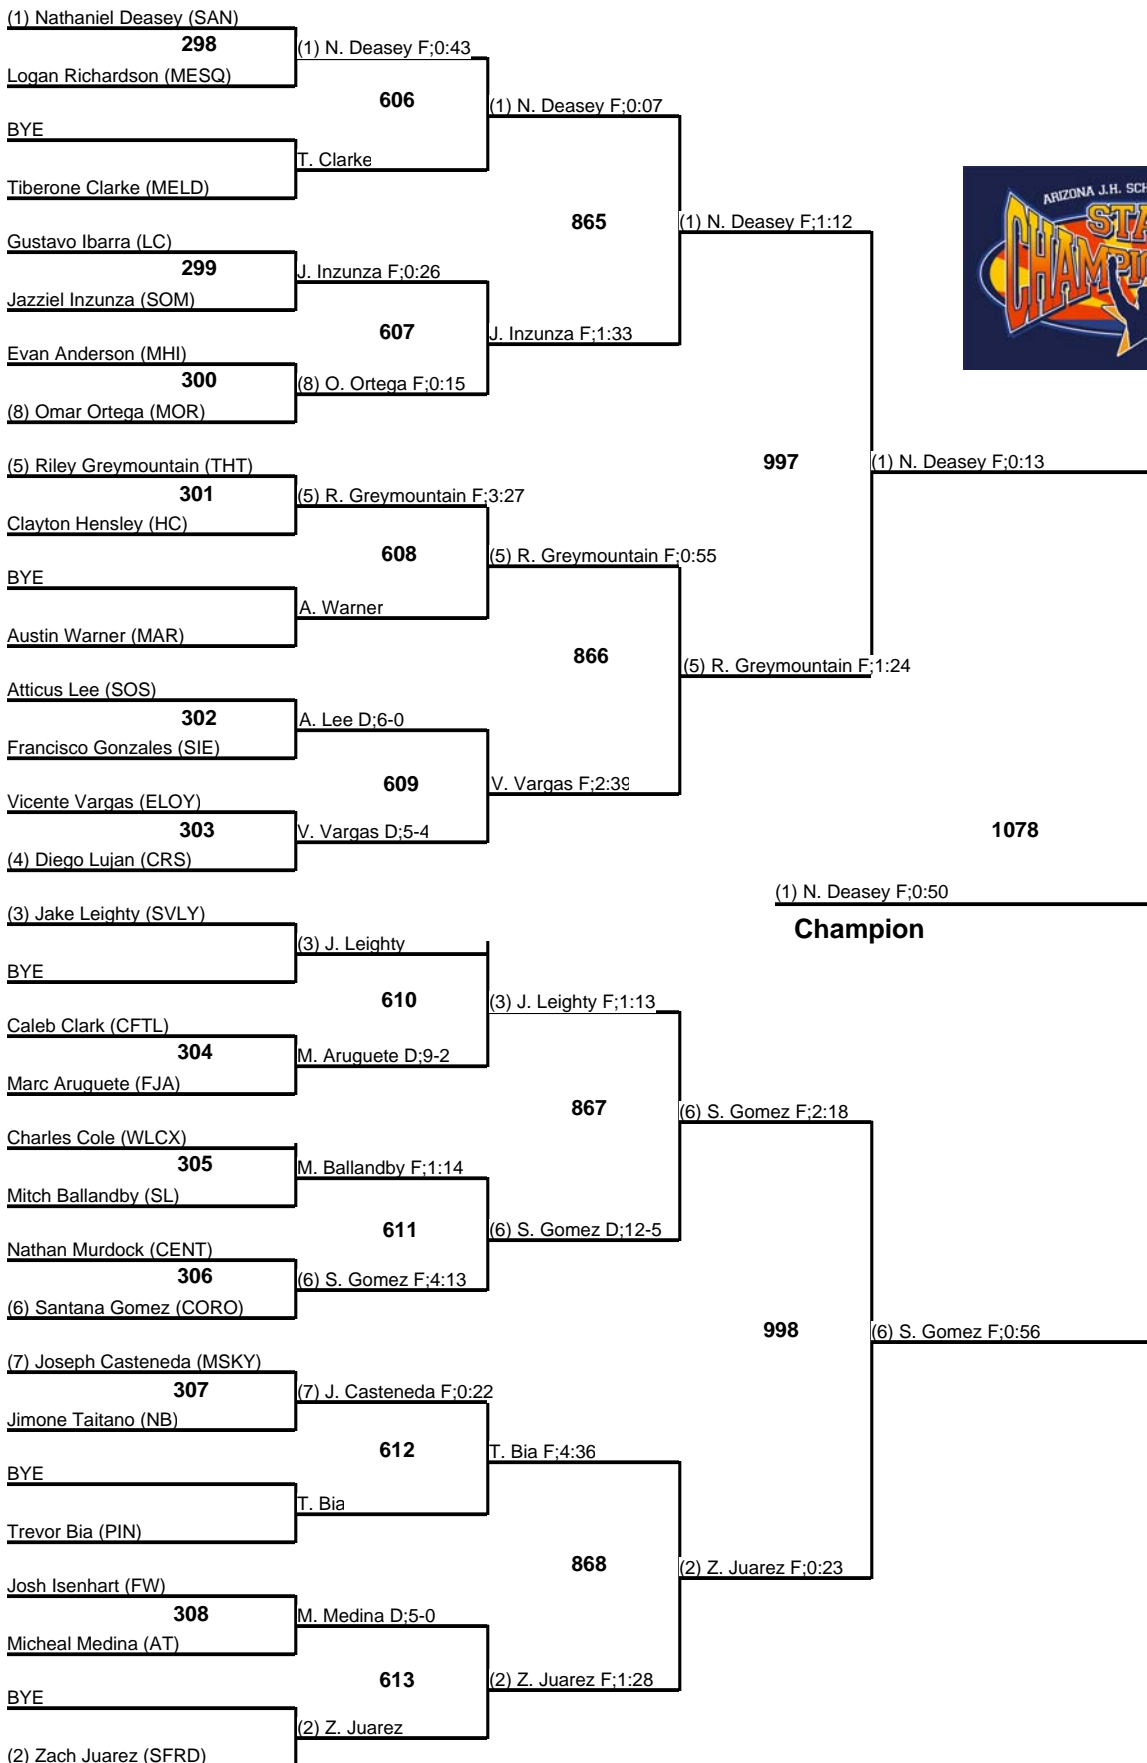 (1) Nathaniel Deasey (SAN)
298
(1) N. Deasey F;0:43
Logan Richardson (MESQ)
606
(1) N. Deasey F;0:07
BYE
T. Clarke
Tiberone Clarke (MELD)
865
(1) N. Deasey F;1:12
Gustavo Ibarra (LC)
299
J. Inzunza F;0:26
Jazziel Inzunza (SOM)
607
J. Inzunza F;1:33
Evan Anderson (MHI)
300
(8) O. Ortega F;0:15
(8) Omar Ortega (MOR)
ARIZONA J.H.
997
(1) N. Deasey F;0:13
(5) Riley Greymountain (THT)
301
(5) R. Greymountain F;3:27
Clayton Hensley (HC)
608
(5) R. Greymountain F;0:55
BYE
A. Warner
Austin Warner (MAR)
866
(5) R. Greymountain F;1:24
Atticus Lee (SOS)
302
A. Lee D;6-0
Francisco Gonzales (SIE)
609
V. Vargas F;2:39
Vicente Vargas (ELOY)
303
V. Vargas D;5-4
(4) Diego Lujan (CRS)
1078
(1) N. Deasey F;0:50
Champion
(3) Jake Leighty (SVLY)
(3) J. Leighty
BYE
610
(3) J. Leighty F;1:13
Caleb Clark (CFTL)
304
M. Aruguete D;9-2
Marc Aruguete (FJA)
867
(6) S. Gomez F;2:18
Charles Cole (WLCX)
305
M. Ballandby F;1:14
Mitch Ballandby (SL)
611
(6) S. Gomez D;12-5
Nathan Murdock (CENT)
306
(6) S. Gomez F;4:13
(6) Santana Gomez (CORO)
998
(6) S. Gomez F;0:56
(7) Joseph Casteneda (MSKY)
307
(7) J. Casteneda F;0:22
Jimone Taitano (NB)
612
T. Bia F;4:36
BYE
T. Bia
Trevor Bia (PIN)
868
(2) Z. Juarez F;0:23
Josh Isenhart (FW)
308
M. Medina D;5-0
Micheal Medina (AT)
613
(2) Z. Juarez F;1:28
BYE
(2) Z. Juarez
(2) Zach Juarez (SFRD)